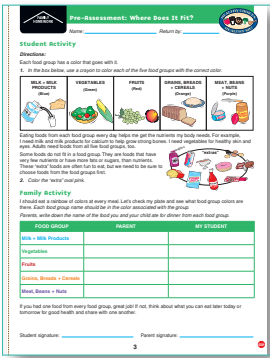 FAMILY
HOMEWORK
Pre-Assessment: Where Does It Fit?
Name: Return by:
Student Activity
Directions:
Each food group has a color that goes with it.
1. In the box below, use a crayon to color each of the five food groups with the correct color.
MILK + MILK
PRODUCTS
(Blue)
VEGETABLES
(Green)
FRUITS
(Red)
GRAINS, BREADS
+ CEREALS
(Orange)
MEAT, BEANS
+ NUTS
(Purple)
Eating foods from each food group every day helps me get the nutrients my body needs. For example,
I need milk and milk products for calcium to help grow strong bones. I need vegetables for healthy skin and
eyes. Adults need foods from all five food groups, too.
Some foods do not fit in a food group. They are foods that have
very few nutrients or have more fats or sugars, than nutrients.
These "extra" foods are often fun to eat, but we need to be sure to
choose foods from the food groups first.
2. Color the "extras" oval pink.
"extras"
Family Activity
I should eat a rainbow of colors at every meal. Let's check my plate and see what food group colors are
there. Each food group name should be in the color associated with the group.
Parents, write down the name of the food you and your child ate for dinner from each food group.
FOOD GROUP PARENT MY STUDENT
Milk + Milk Products
Vegetables
Fruits
Grains, Breads + Cereals
Meat, Beans + Nuts
If you had one food from every food group, great job! If not, think about what you can eat later today or
tomorrow for good health and share with one another.
Student signature: Parent signature:
3